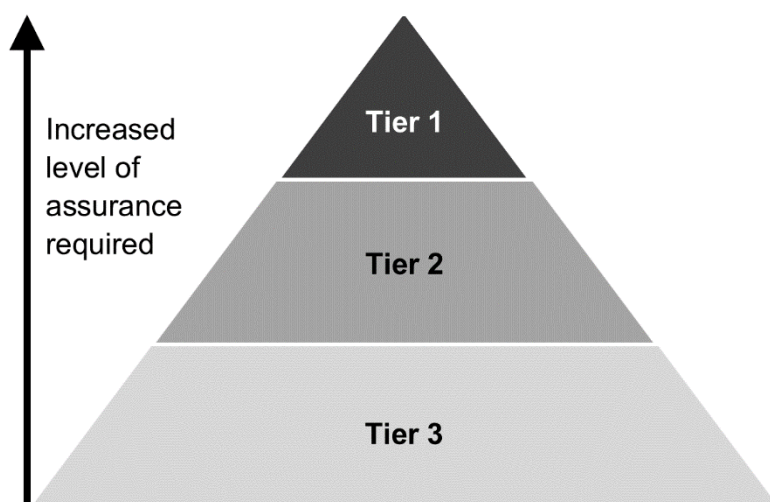 Tier 1
Increased
level of
assurance
required
Tier 2
Tier 3